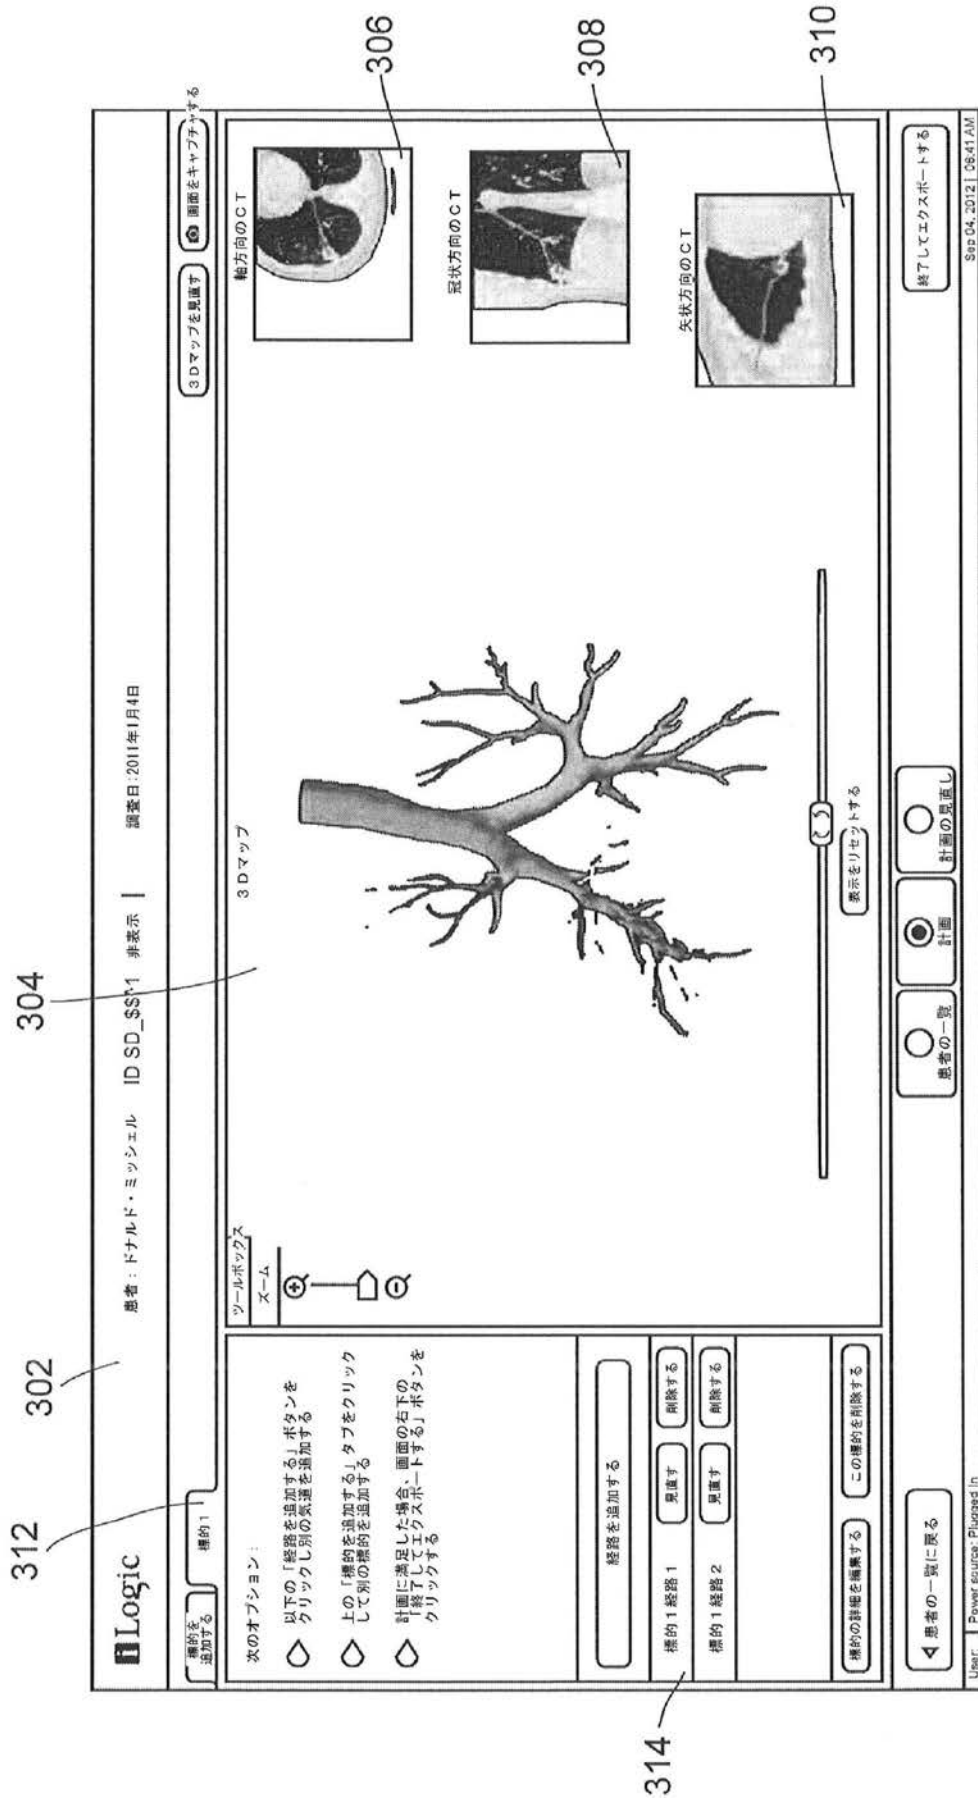 312
302
304
306
308
310
314
iLogic
患者：ドナルド・ミッシェル ID SD_$$^1 非表示 | 調査日:2011年1月4日
標的を
追加する
標的 1
3Dマップを見直す
画面をキャプチャする
次のオプション：
以下の「経路を追加する」ボタンを
クリックし別の気道を追加する
上の「標的を追加する」タブをクリック
して別の標的を追加する
計画に満足した場合、画面の右下の
「終了してエクスポートする」ボタンを
クリックする
経路を追加する
標的 1 経路 1
見直す
削除する
標的 1 経路 2
見直す
削除する
標的の詳細を編集する
この標的を削除する
ツールボックス
ズーム
3Dマップ
表示をリセットする
軸方向のCT
冠状方向のCT
矢状方向のCT
患者の一覧に戻る
患者の一覧
計画
計画の見直し
終了してエクスポートする
User: | Power source: Plugged In
Sep 04, 2012 | 08:41 AM